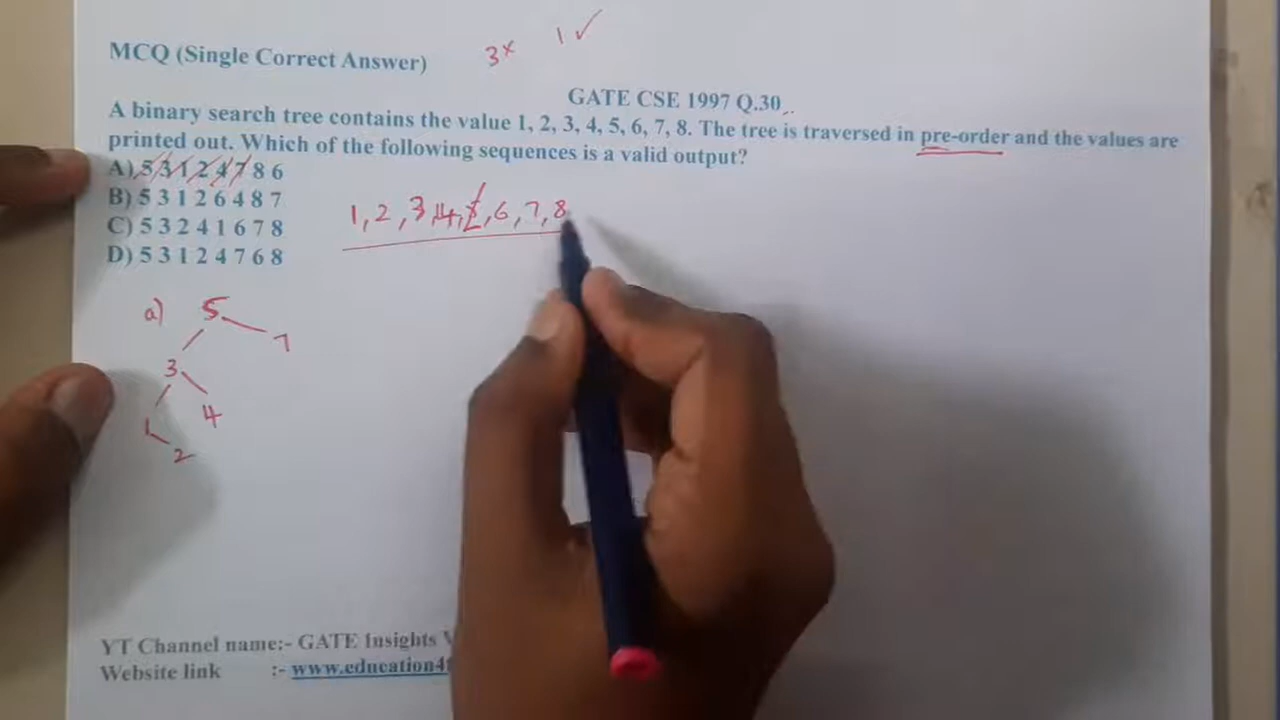 3× 1 ✓
MCQ (Single Correct Answer)
GATE CSE 1997 Q.30
A binary search tree contains the value 1, 2, 3, 4, 5, 6, 7, 8. The tree is traversed in pre-order and the values are
printed out. Which of the following sequences is a valid output?
A) 5 3 1 2 4 7 8 6
B) 5 3 1 2 6 4 8 7
C) 5 3 2 4 1 6 7 8
D) 5 3 1 2 4 7 6 8
1, 2, 3, 4, 5, 6, 7, 8
a) 5
7
3
4
1
2
YT Channel name:- GATE Insights
Website link :- www.education4